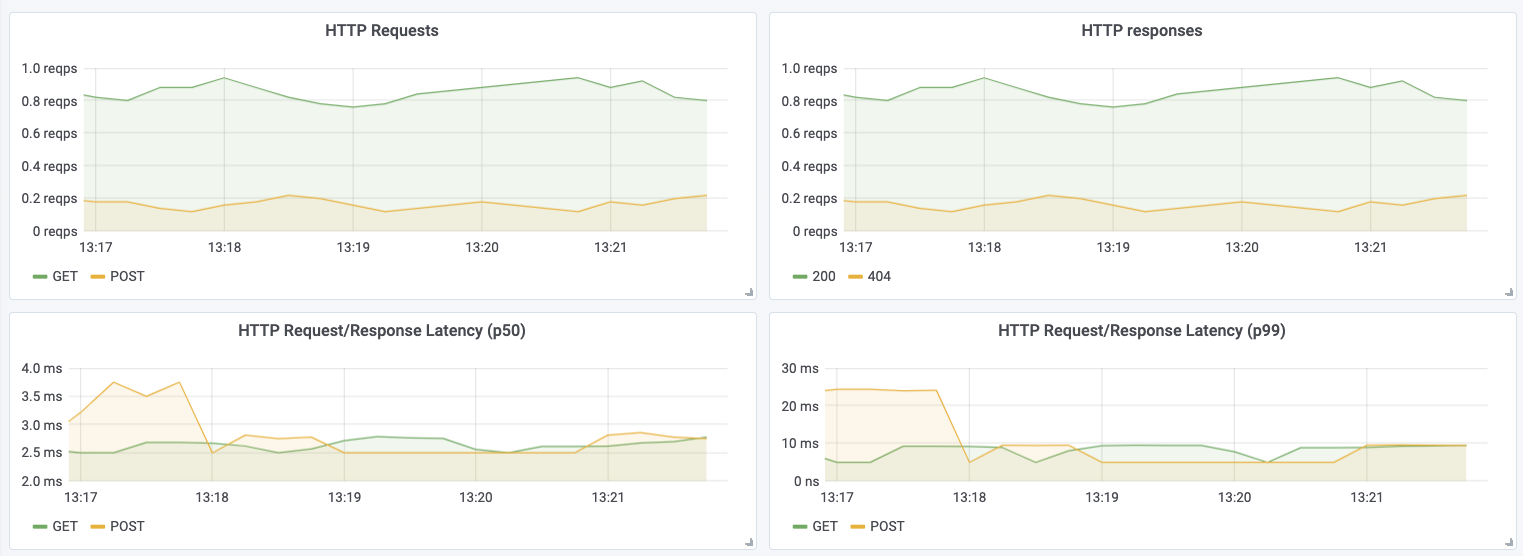 HTTP Requests
1.0 reqps
0.8 reqps
0.6 reqps
0.4 reqps
0.2 reqps
0 reqps
13:17 13:18 13:19 13:20 13:21
GET POST
HTTP responses
1.0 reqps
0.8 reqps
0.6 reqps
0.4 reqps
0.2 reqps
0 reqps
13:17 13:18 13:19 13:20 13:21
200 404
HTTP Request/Response Latency (p50)
4.0 ms
3.5 ms
3.0 ms
2.5 ms
2.0 ms
13:17 13:18 13:19 13:20 13:21
GET POST
HTTP Request/Response Latency (p99)
30 ms
20 ms
10 ms
0 ns
13:17 13:18 13:19 13:20 13:21
GET POST